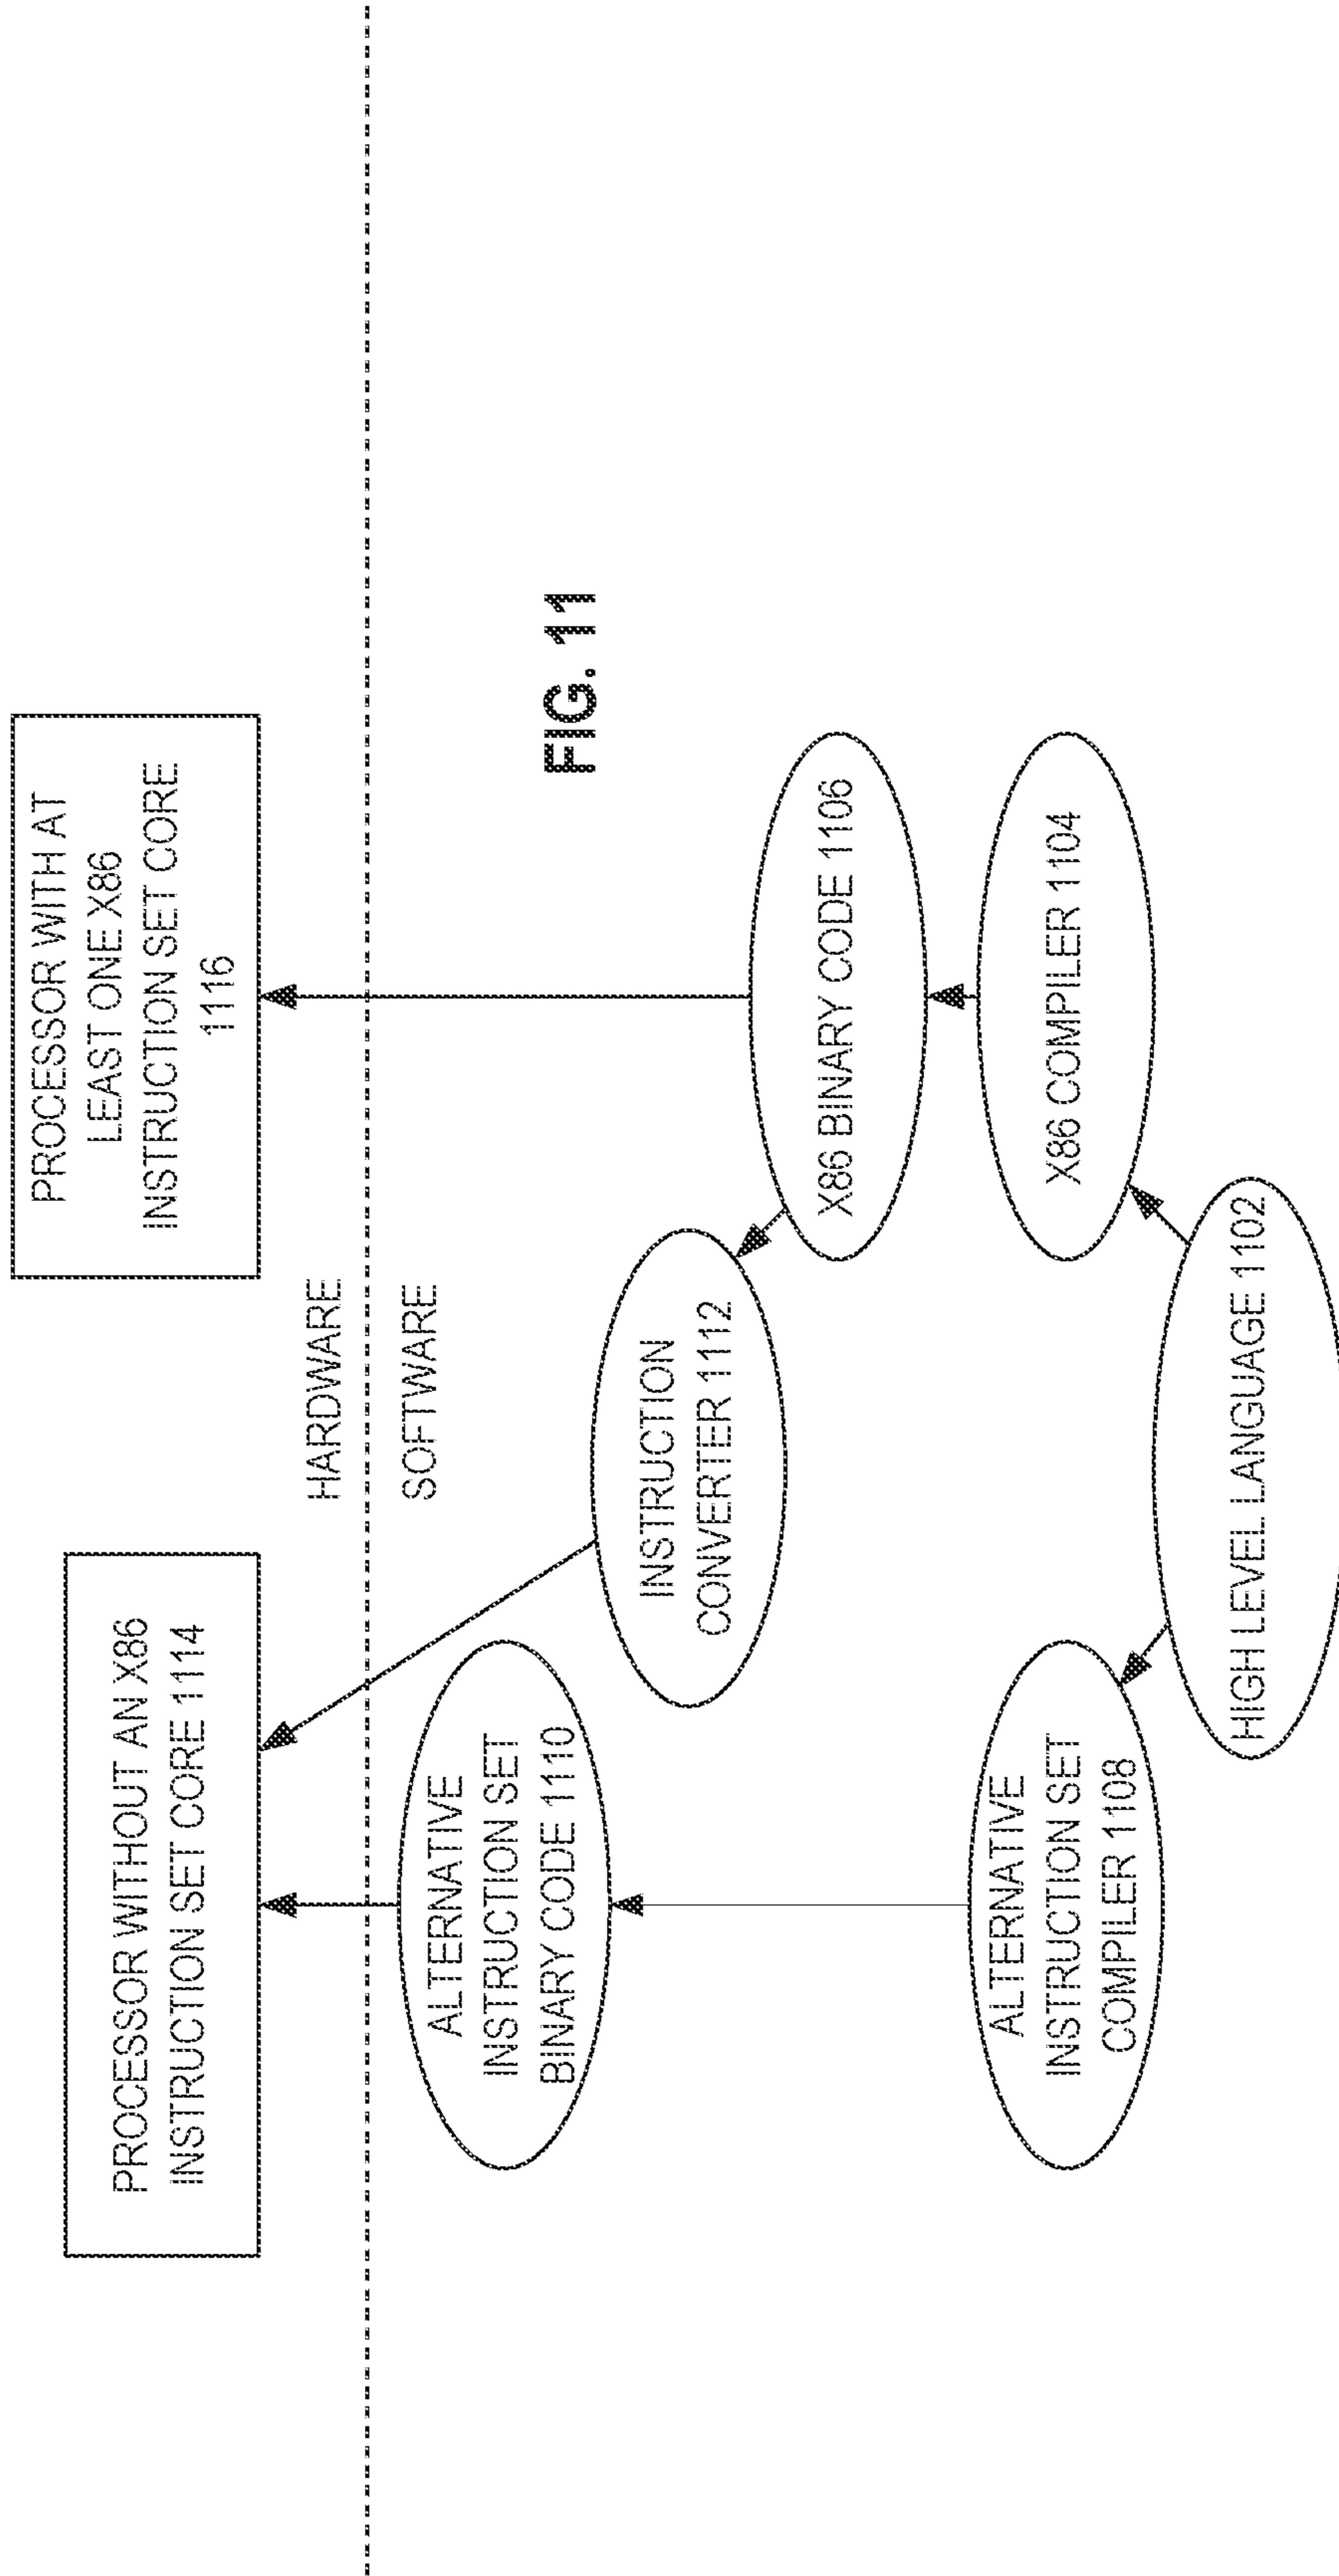 PROCESSOR WITHOUT AN X86
INSTRUCTION SET CORE 1114
PROCESSOR WITH AT
LEAST ONE X86
INSTRUCTION SET CORE
1116
HARDWARE
SOFTWARE
ALTERNATIVE
INSTRUCTION SET
BINARY CODE 1110
INSTRUCTION
CONVERTER 1112
FIG. 11
X86 BINARY CODE 1106
ALTERNATIVE
INSTRUCTION SET
COMPILER 1108
X86 COMPILER 1104
HIGH LEVEL LANGUAGE 1102